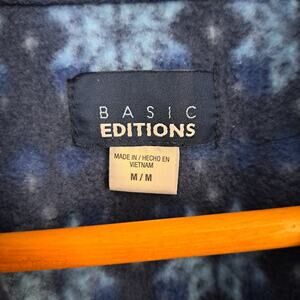 BASIC
EDITIONS
MADE IN / HECHO EN
VIETNAM
M / M